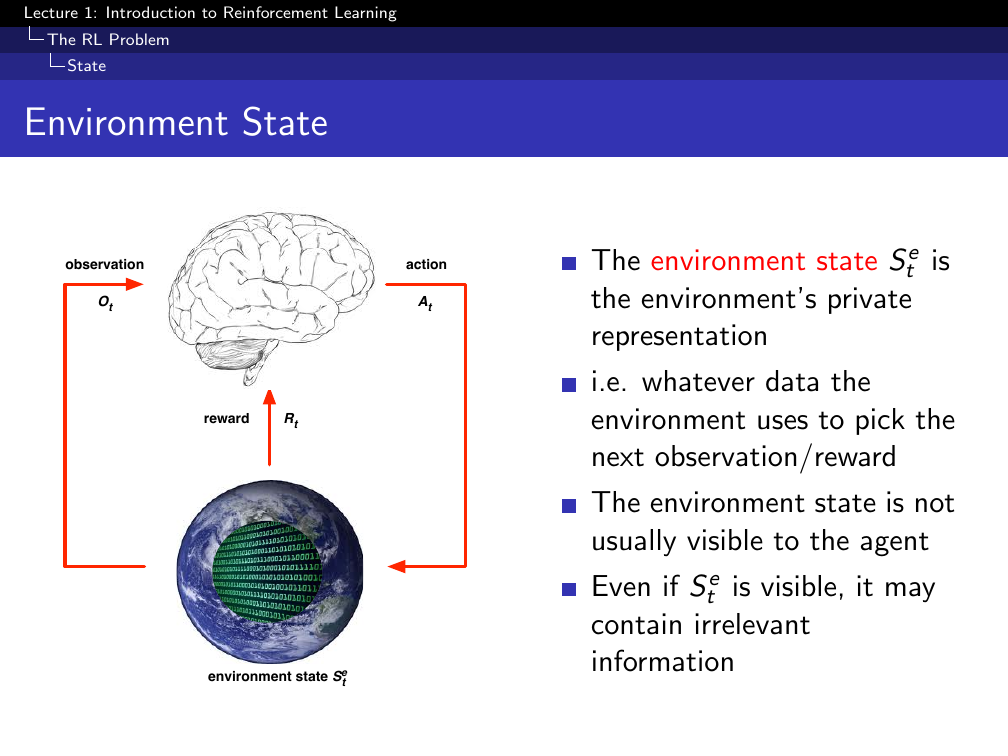 Lecture 1: Introduction to Reinforcement Learning
The RL Problem
State
Environment State
observation
O_t
action
A_t
reward
R_t
environment state S_t^e
The environment state S_t^e is
the environment's private
representation
i.e. whatever data the
environment uses to pick the
next observation/reward
The environment state is not
usually visible to the agent
Even if S_t^e is visible, it may
contain irrelevant
information